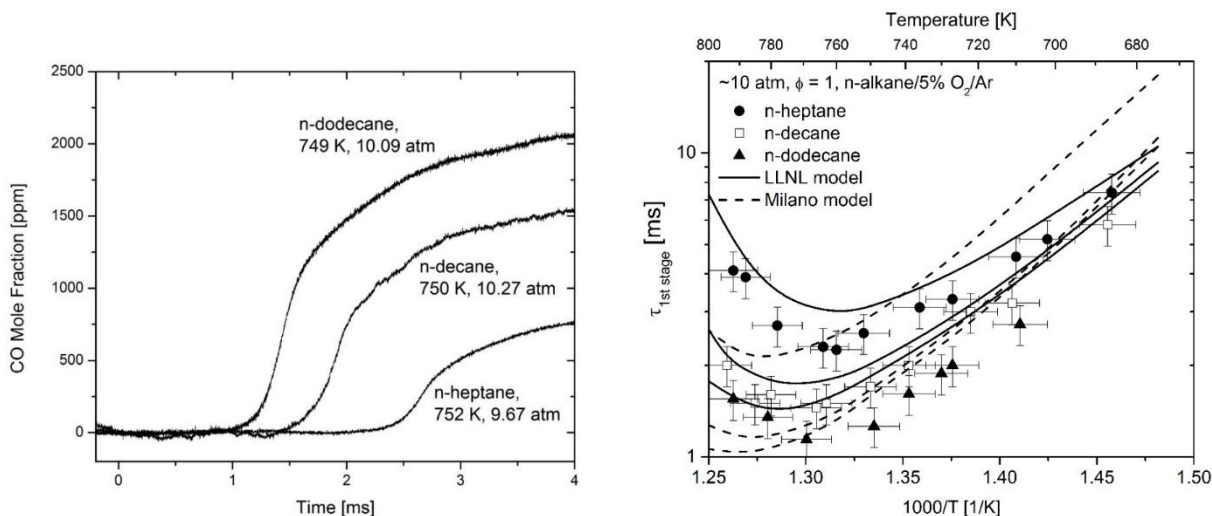 2500
2000
1500
1000
500
0
CO Mole Fraction [ppm]
n-dodecane,
749 K, 10.09 atm
n-decane,
750 K, 10.27 atm
n-heptane,
752 K, 9.67 atm
0 1 2 3 4
Time [ms]
Temperature [K]
800 780 760 740 720 700 680
~10 atm, ϕ = 1, n-alkane/5% O₂/Ar
n-heptane
n-decane
n-dodecane
LLNL model
Milano model
10
1
τ₁st stage [ms]
1.25 1.30 1.35 1.40 1.45 1.50
1000/T [1/K]